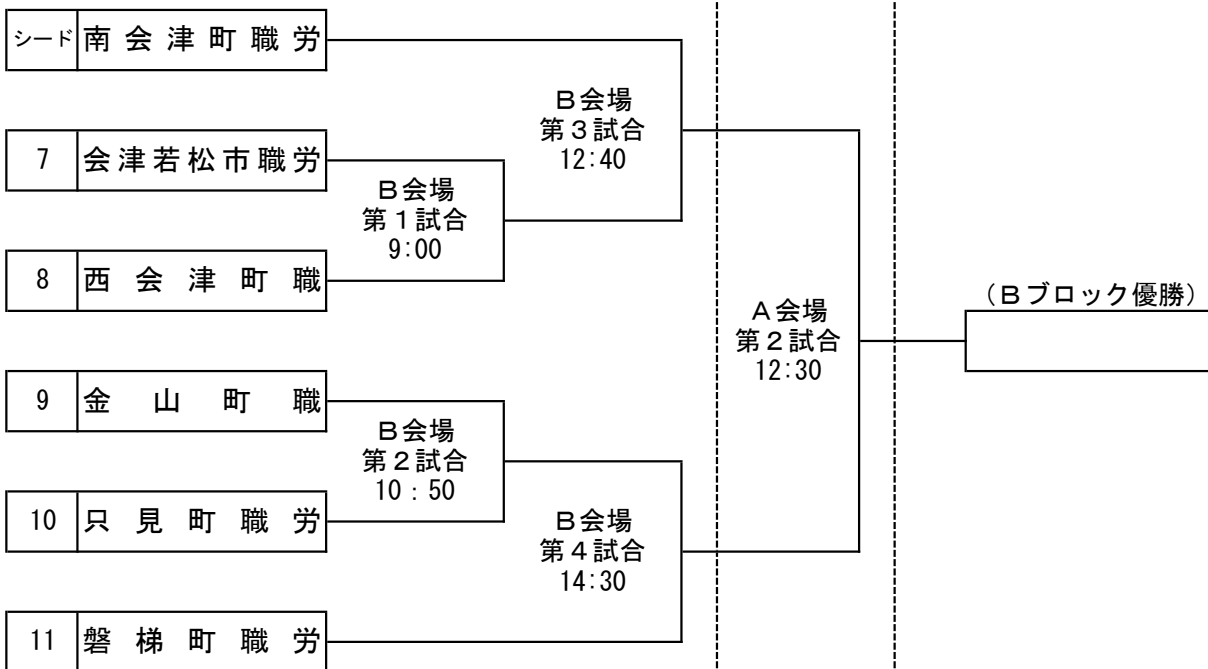 シード 南会津町職労
B会場
第3試合
12:40
7 会津若松市職労
B会場
第1試合
9:00
8 西会津町職
(Bブロック優勝)
A会場
第2試合
12:30
9 金山町職
B会場
第2試合
10:50
10 只見町職労
B会場
第4試合
14:30
11 磐梯町職労